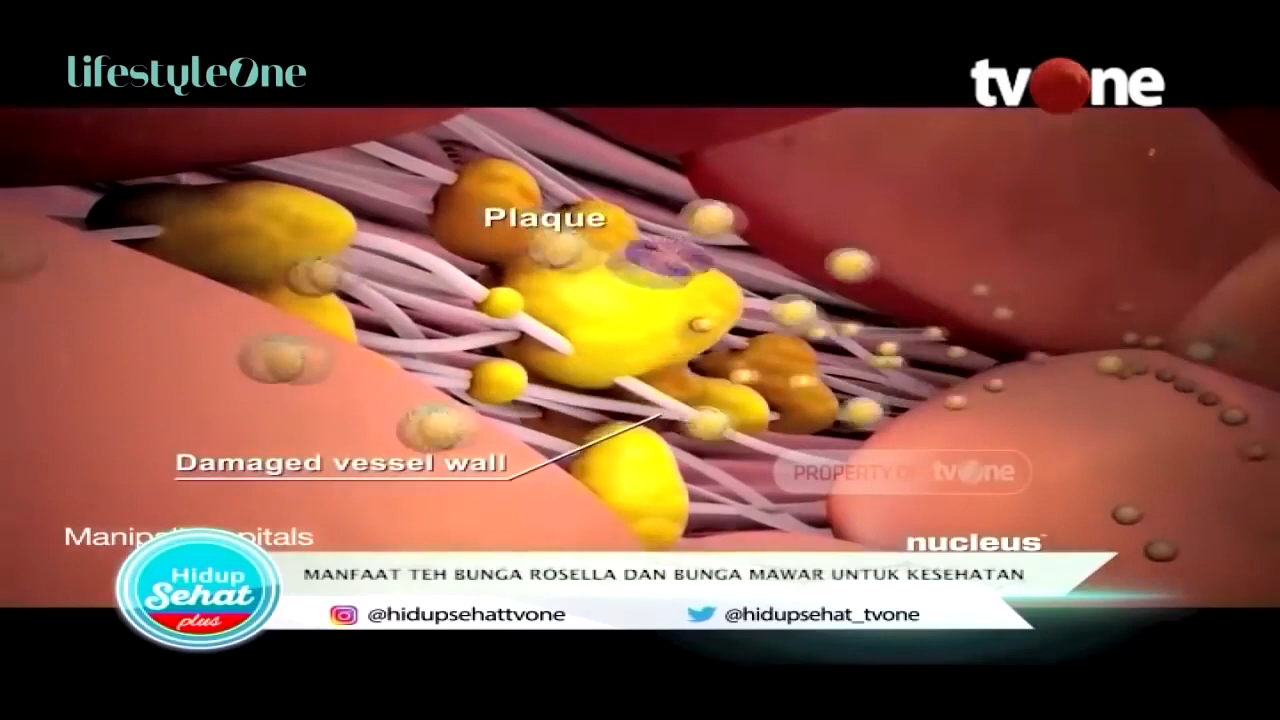 lifestyleOne
tvOne
Plaque
Damaged vessel wall
PROPERTY OF tvOne
nucleus
Hidup
Sehat
plus
MANFAAT TEH BUNGA ROSELLA DAN BUNGA MAWAR UNTUK KESEHATAN
@hidupsehattvone
@hidupsehat_tvone